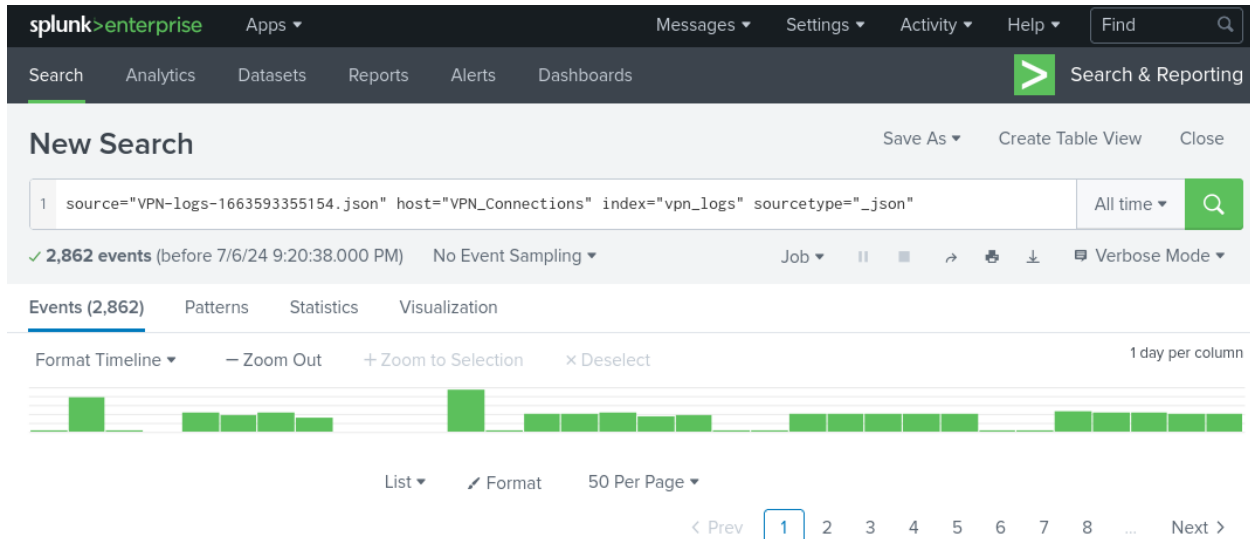 splunk>enterprise Apps Messages Settings Activity Help Find
Search Analytics Datasets Reports Alerts Dashboards > Search & Reporting
New Search Save As Create Table View Close
1 source="VPN-logs-1663593355154.json" host="VPN_Connections" index="vpn_logs" sourcetype="_json" All time
✓ 2,862 events (before 7/6/24 9:20:38.000 PM) No Event Sampling Job Verbose Mode
Events (2,862) Patterns Statistics Visualization
Format Timeline — Zoom Out + Zoom to Selection × Deselect 1 day per column
List Format 50 Per Page
< Prev 1 2 3 4 5 6 7 8 ... Next >